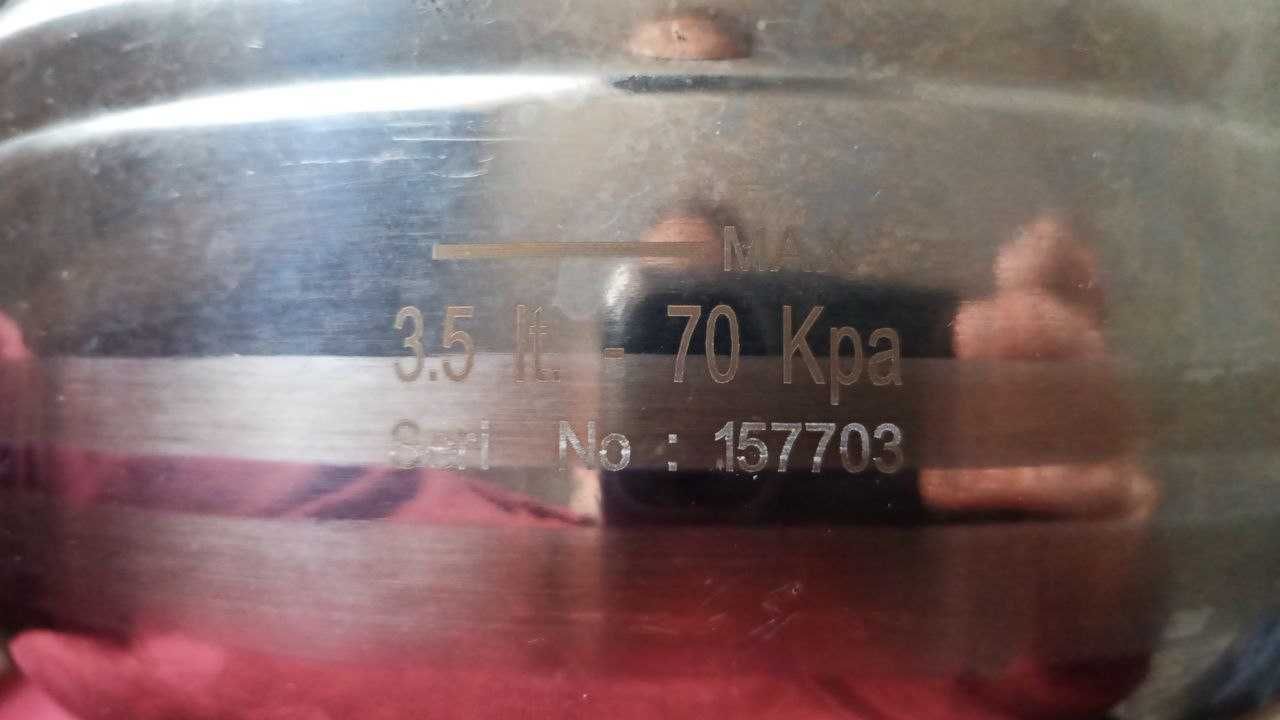 MAX
3.5 lt. - 70 Kpa
Seri No : 157703